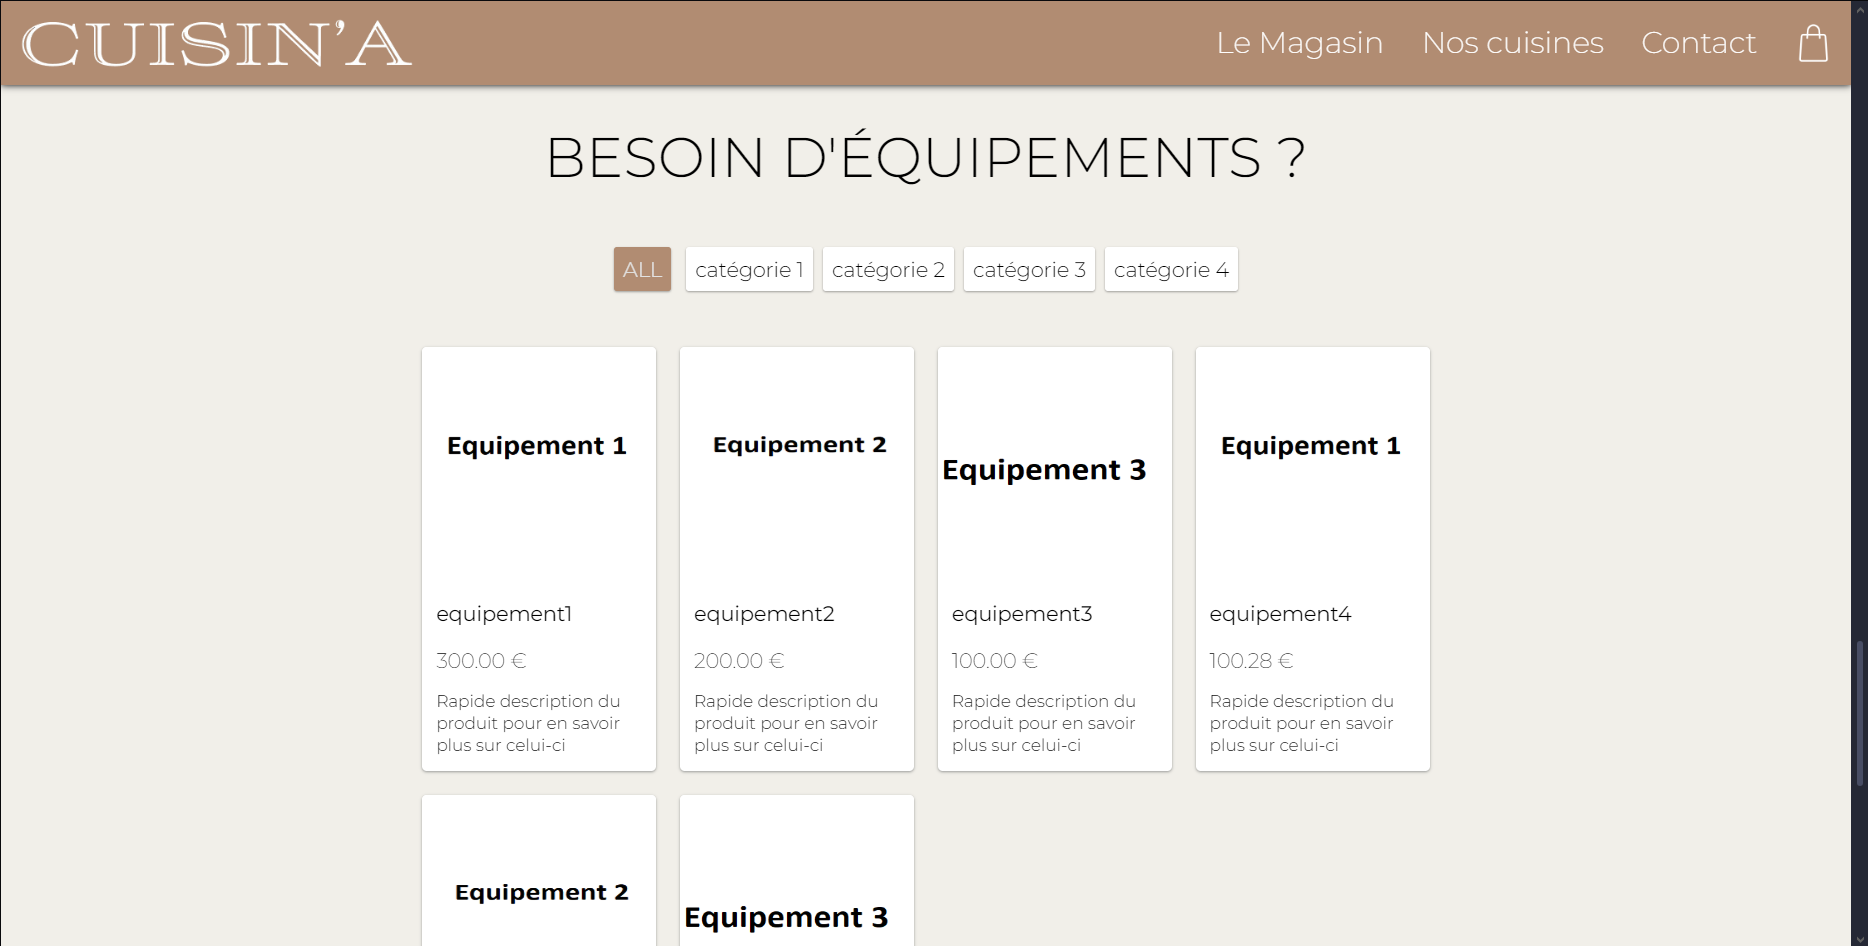 CUISIN'A
Le Magasin
Nos cuisines
Contact
BESOIN D'ÉQUIPEMENTS ?
ALL
catégorie 1
catégorie 2
catégorie 3
catégorie 4
Equipement 1
equipement1
300.00 €
Rapide description du
produit pour en savoir
plus sur celui-ci
Equipement 2
equipement2
200.00 €
Rapide description du
produit pour en savoir
plus sur celui-ci
Equipement 3
equipement3
100.00 €
Rapide description du
produit pour en savoir
plus sur celui-ci
Equipement 1
equipement4
100.28 €
Rapide description du
produit pour en savoir
plus sur celui-ci
Equipement 2
Equipement 3